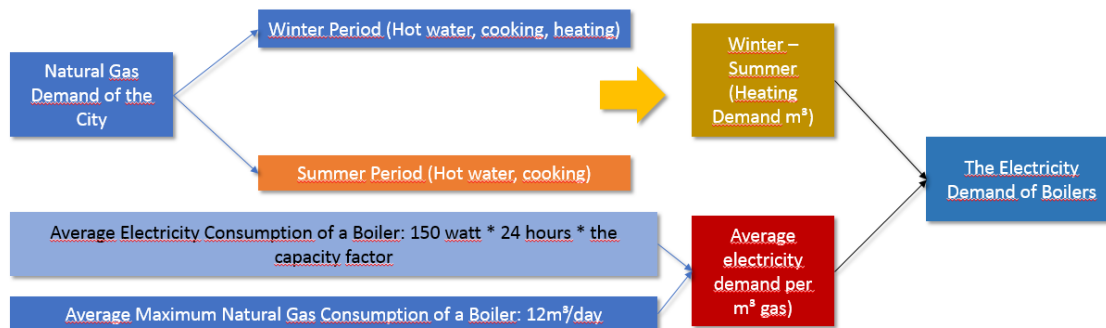 Winter Period (Hot water, cooking, heating)
Natural Gas
Demand of the
City
Winter –
Summer
(Heating
Demand m³)
Summer Period (Hot water, cooking)
The Electricity
Demand of Boilers
Average Electricity Consumption of a Boiler: 150 watt * 24 hours * the
capacity factor
Average
electricity
demand per
m³ gas)
Average Maximum Natural Gas Consumption of a Boiler: 12m³/day